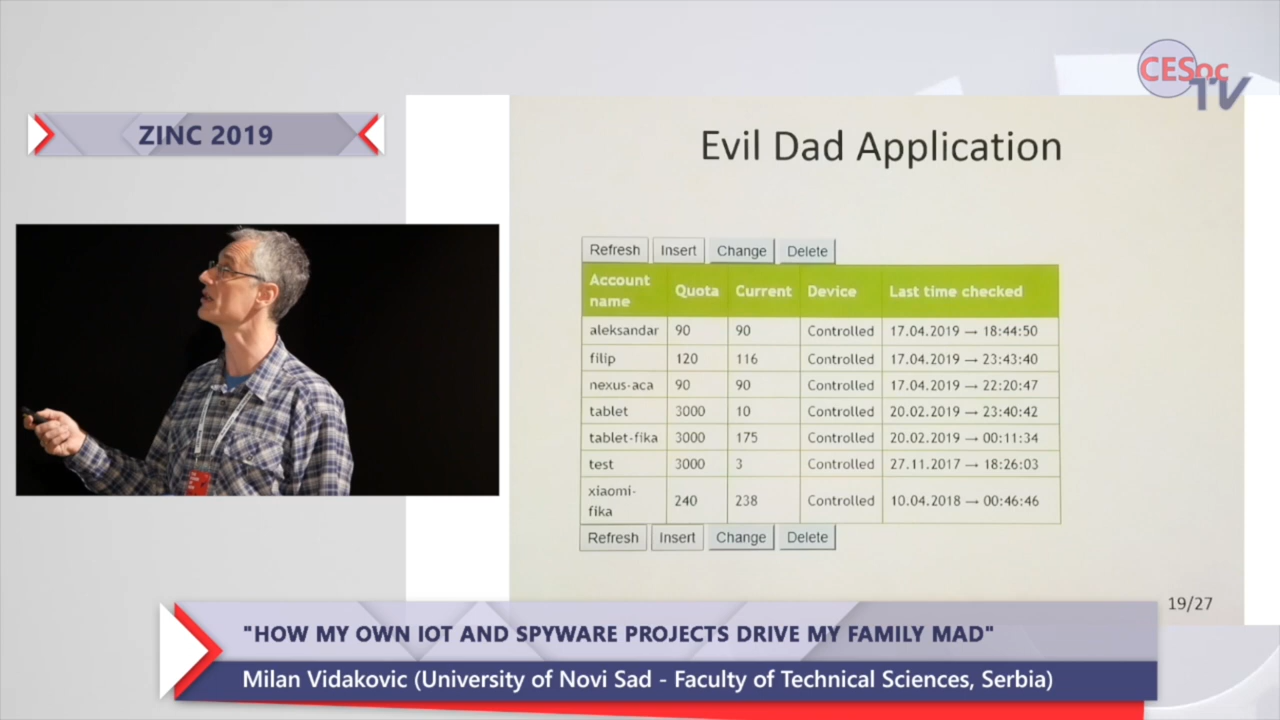 CESoc
TV
ZINC 2019
Evil Dad Application
Refresh Insert Change Delete
Account name Quota Current Device Last time checked
aleksandar 90 90 Controlled 17.04.2019 → 18:44:50
filip 120 116 Controlled 17.04.2019 → 23:43:40
nexus-aca 90 90 Controlled 17.04.2019 → 22:20:47
tablet 3000 10 Controlled 20.02.2019 → 23:40:42
tablet-fika 3000 175 Controlled 20.02.2019 → 00:11:34
test 3000 3 Controlled 27.11.2017 → 18:26:03
xiaomi-fika 240 238 Controlled 10.04.2018 → 00:46:46
Refresh Insert Change Delete
19/27
"HOW MY OWN IOT AND SPYWARE PROJECTS DRIVE MY FAMILY MAD"
Milan Vidakovic (University of Novi Sad - Faculty of Technical Sciences, Serbia)